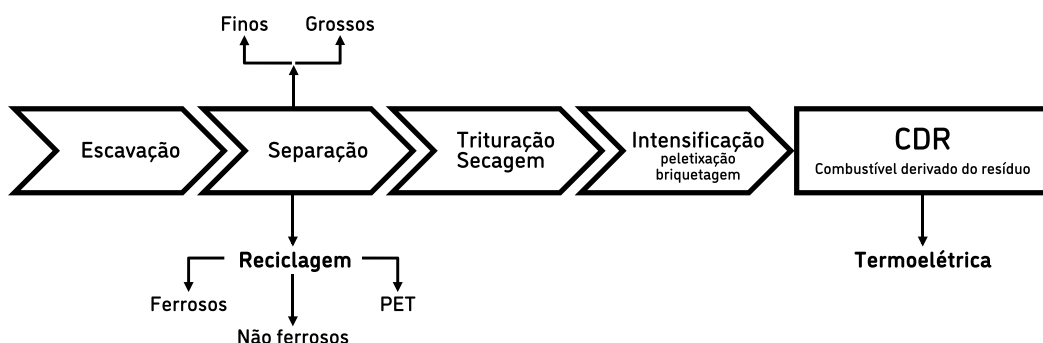 Finos
Grossos
Escavação
Separação
Trituração
Secagem
Intensificação
peletixação
briquetagem
CDR
Combustível derivado do resíduo
Reciclagem
Termoelétrica
Ferrosos
PET
Não ferrosos